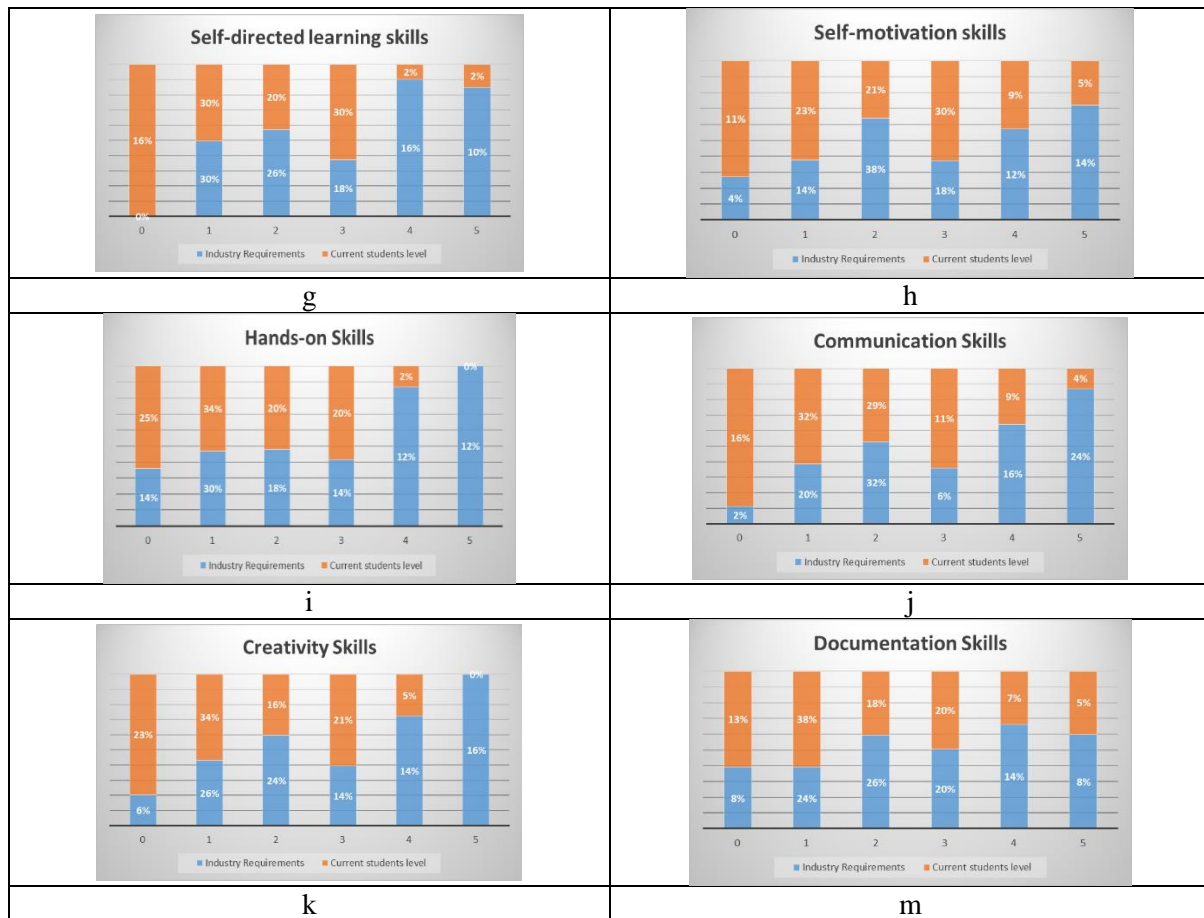 Self-directed learning skills
16% 30% 20% 30% 2% 2%
0% 30% 26% 18% 16% 10%
0 1 2 3 4 5
Industry Requirements Current students level
g
Self-motivation skills
11% 23% 21% 30% 9% 5%
4% 14% 38% 18% 12% 14%
0 1 2 3 4 5
Industry Requirements Current students level
h
Hands-on Skills
25% 34% 20% 20% 2% 0%
14% 30% 18% 14% 12% 12%
0 1 2 3 4 5
Industry Requirements Current students level
i
Communication Skills
16% 32% 29% 11% 9% 4%
2% 20% 32% 6% 16% 24%
0 1 2 3 4 5
Industry Requirements Current students level
j
Creativity Skills
23% 34% 16% 21% 5% 0%
6% 26% 24% 14% 14% 16%
0 1 2 3 4 5
Industry Requirements Current students level
k
Documentation Skills
13% 38% 18% 20% 7% 5%
8% 24% 26% 20% 14% 8%
0 1 2 3 4 5
Industry Requirements Current students level
m